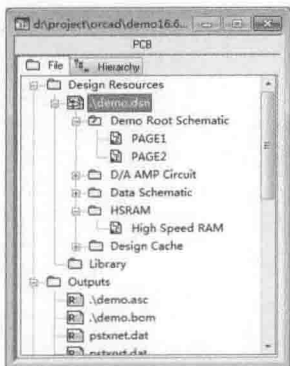 d:\project\orcad\demo16.6...
PCB
File Hierarchy
Design Resources
.\demo.dsn
Demo Root Schematic
PAGE1
PAGE2
D/A AMP Circuit
Data Schematic
HSRAM
High Speed RAM
Design Cache
Library
Outputs
.\demo.asc
.\demo.bom
pstxnet.dat